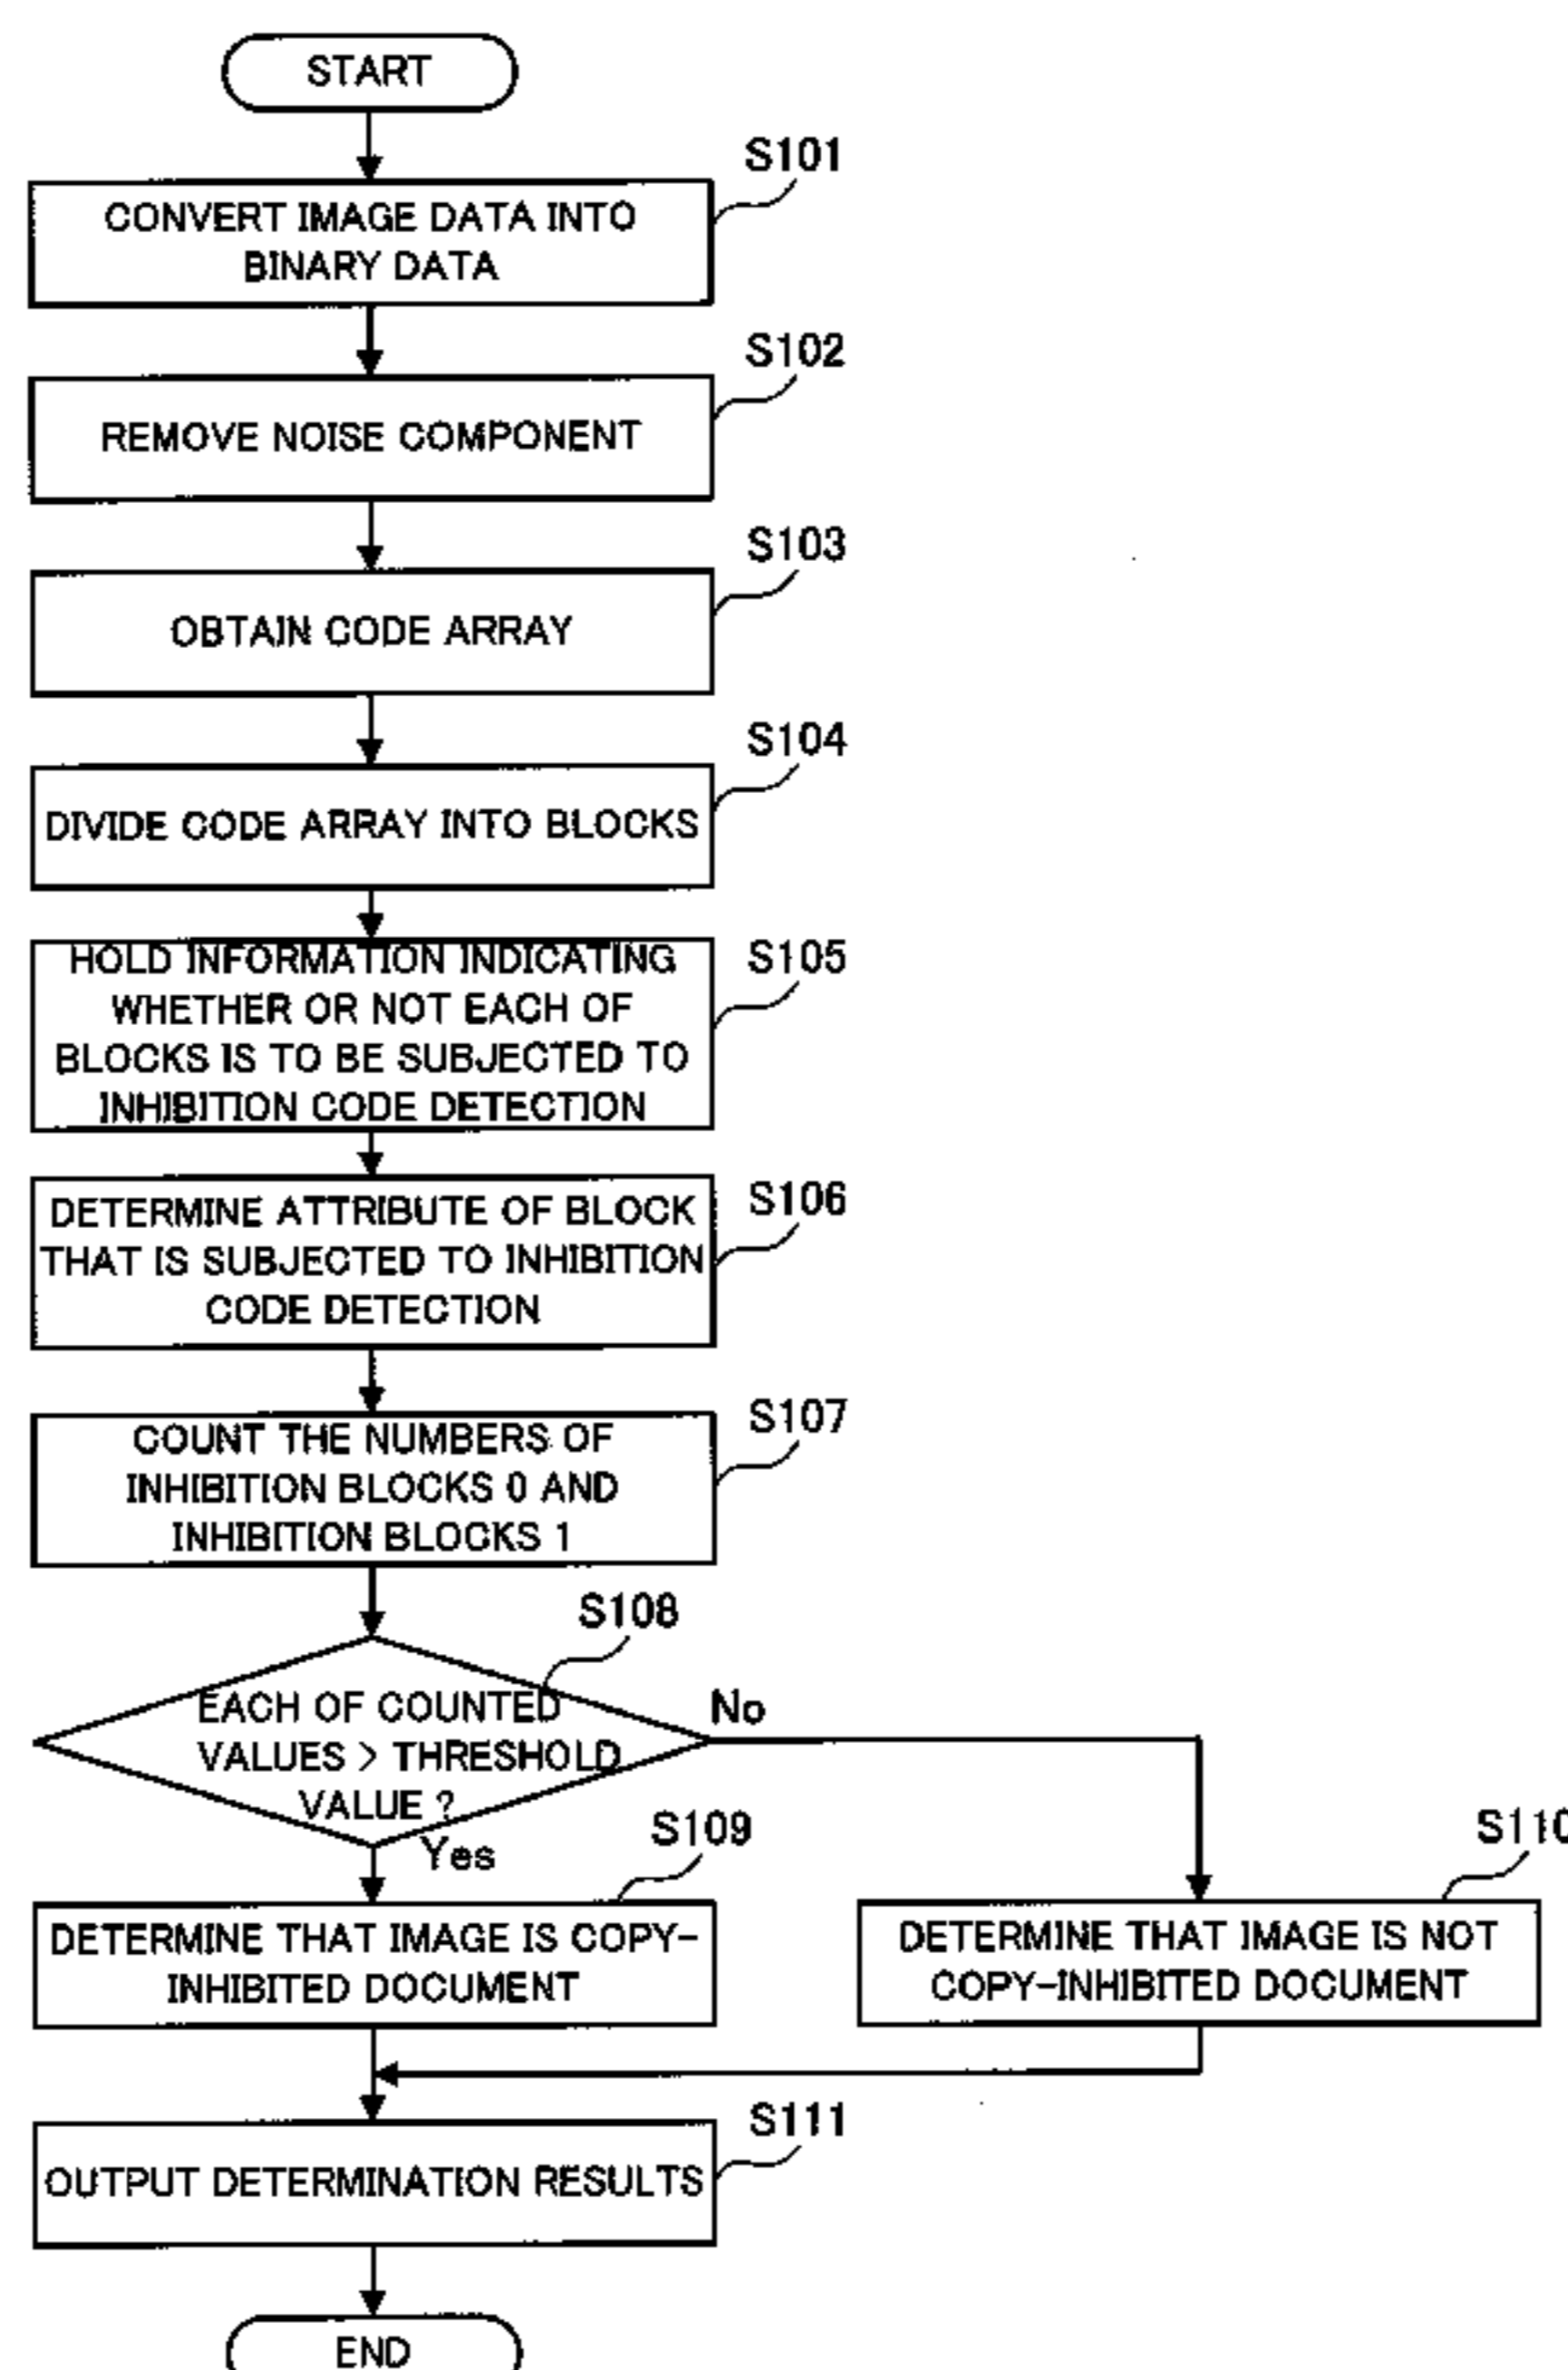 START
S101
CONVERT IMAGE DATA INTO
BINARY DATA
S102
REMOVE NOISE COMPONENT
S103
OBTAIN CODE ARRAY
S104
DIVIDE CODE ARRAY INTO BLOCKS
S105
HOLD INFORMATION INDICATING
WHETHER OR NOT EACH OF
BLOCKS IS TO BE SUBJECTED TO
INHIBITION CODE DETECTION
S106
DETERMINE ATTRIBUTE OF BLOCK
THAT IS SUBJECTED TO INHIBITION
CODE DETECTION
S107
COUNT THE NUMBERS OF
INHIBITION BLOCKS 0 AND
INHIBITION BLOCKS 1
S108
EACH OF COUNTED
VALUES > THRESHOLD
VALUE ?
No
Yes
S109
DETERMINE THAT IMAGE IS COPY-
INHIBITED DOCUMENT
S110
DETERMINE THAT IMAGE IS NOT
COPY-INHIBITED DOCUMENT
S111
OUTPUT DETERMINATION RESULTS
END